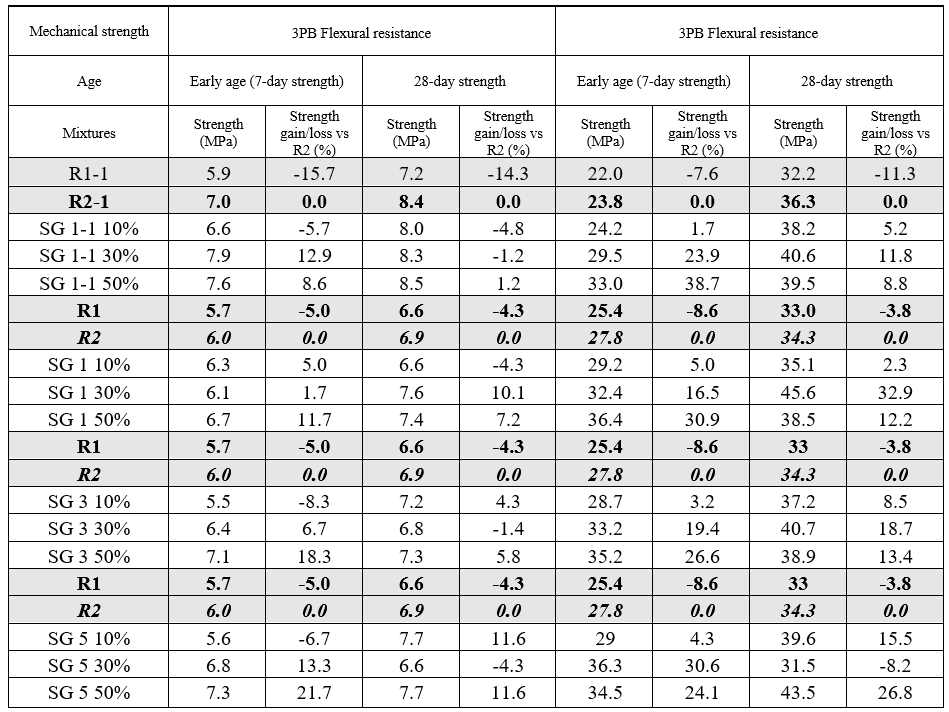 Mechanical strength 3PB Flexural resistance 3PB Flexural resistance
Age Early age (7-day strength) 28-day strength Early age (7-day strength) 28-day strength
Mixtures Strength (MPa) Strength gain/loss vs R2 (%) Strength (MPa) Strength gain/loss vs R2 (%) Strength (MPa) Strength gain/loss vs R2 (%) Strength (MPa) Strength gain/loss vs R2 (%)
R1-1 5.9 -15.7 7.2 -14.3 22.0 -7.6 32.2 -11.3
R2-1 7.0 0.0 8.4 0.0 23.8 0.0 36.3 0.0
SG 1-1 10% 6.6 -5.7 8.0 -4.8 24.2 1.7 38.2 5.2
SG 1-1 30% 7.9 12.9 8.3 -1.2 29.5 23.9 40.6 11.8
SG 1-1 50% 7.6 8.6 8.5 1.2 33.0 38.7 39.5 8.8
R1 5.7 -5.0 6.6 -4.3 25.4 -8.6 33.0 -3.8
R2 6.0 0.0 6.9 0.0 27.8 0.0 34.3 0.0
SG 1 10% 6.3 5.0 6.6 -4.3 29.2 5.0 35.1 2.3
SG 1 30% 6.1 1.7 7.6 10.1 32.4 16.5 45.6 32.9
SG 1 50% 6.7 11.7 7.4 7.2 36.4 30.9 38.5 12.2
R1 5.7 -5.0 6.6 -4.3 25.4 -8.6 33 -3.8
R2 6.0 0.0 6.9 0.0 27.8 0.0 34.3 0.0
SG 3 10% 5.5 -8.3 7.2 4.3 28.7 3.2 37.2 8.5
SG 3 30% 6.4 6.7 6.8 -1.4 33.2 19.4 40.7 18.7
SG 3 50% 7.1 18.3 7.3 5.8 35.2 26.6 38.9 13.4
R1 5.7 -5.0 6.6 -4.3 25.4 -8.6 33 -3.8
R2 6.0 0.0 6.9 0.0 27.8 0.0 34.3 0.0
SG 5 10% 5.6 -6.7 7.7 11.6 29 4.3 39.6 15.5
SG 5 30% 6.8 13.3 6.6 -4.3 36.3 30.6 31.5 -8.2
SG 5 50% 7.3 21.7 7.7 11.6 34.5 24.1 43.5 26.8